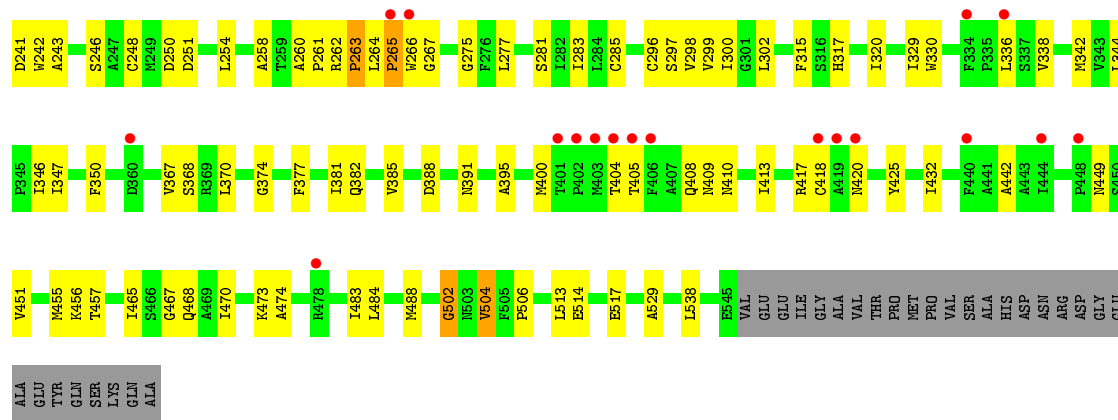 D241 W242 A243 S246 A247 C248 M249 D250 D251 L254 A258 T259 A260 P261 R262 P263 L264 P265 W266 G267 G275 F276 L277 S281 I282 I283 L284 C285 C296 S297 V298 V299 I300 G301 L302 F315 S316 H317 I320 I329 W330 F334 P335 L336 S337 V338 M342 V343 L344
P345 I346 I347 F350 D360 V367 S368 R369 L370 G374 F377 I381 Q382 V385 D388 N391 A395 M400 T401 P402 M403 T404 T405 F406 A407 Q408 N409 N410 I413 R417 C418 A419 N420 Y425 I432 F440 A441 A442 A443 I444 P448 N449 S450
V451 M455 K456 T457 I465 S466 G467 Q468 A469 I470 K473 A474 R478 I483 L484 M488 G502 N503 V504 F505 P506 L513 E514 E517 A529 L538 E545 VAL GLU GLU ILE GLY ALA VAL THR PRO MET PRO VAL SER ALA HIS ASP ASN ARG ASP GLY GLU
ALA GLU TYR GLN SER LYS GLN ALA